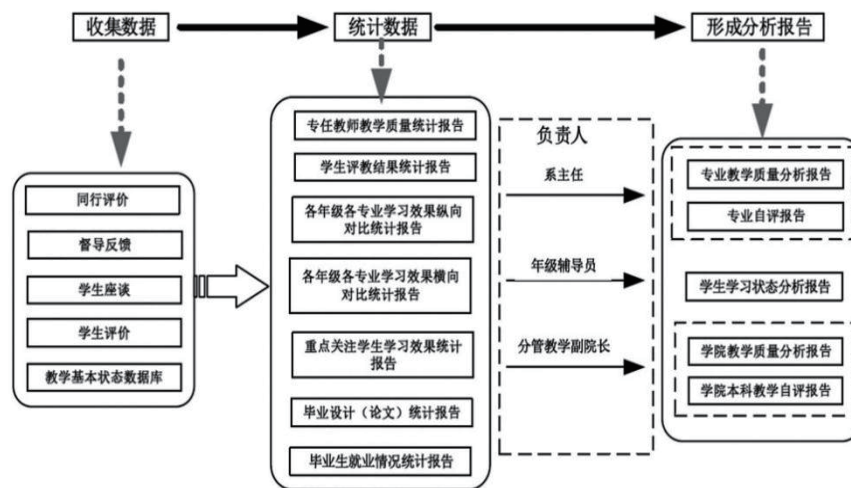 收集数据
统计数据
形成分析报告
同行评价
督导反馈
学生座谈
学生评价
教学基本状态数据库
专任教师教学质量统计报告
学生评教结果统计报告
各年级各专业学习效果纵向
对比统计报告
各年级各专业学习效果横向
对比统计报告
重点关注学生学习效果统计
报告
毕业设计（论文）统计报告
毕业生就业情况统计报告
负责人
系主任
年级辅导员
分管教学副院长
专业教学质量分析报告
专业自评报告
学生学习状态分析报告
学院教学质量分析报告
学院本科教学自评报告